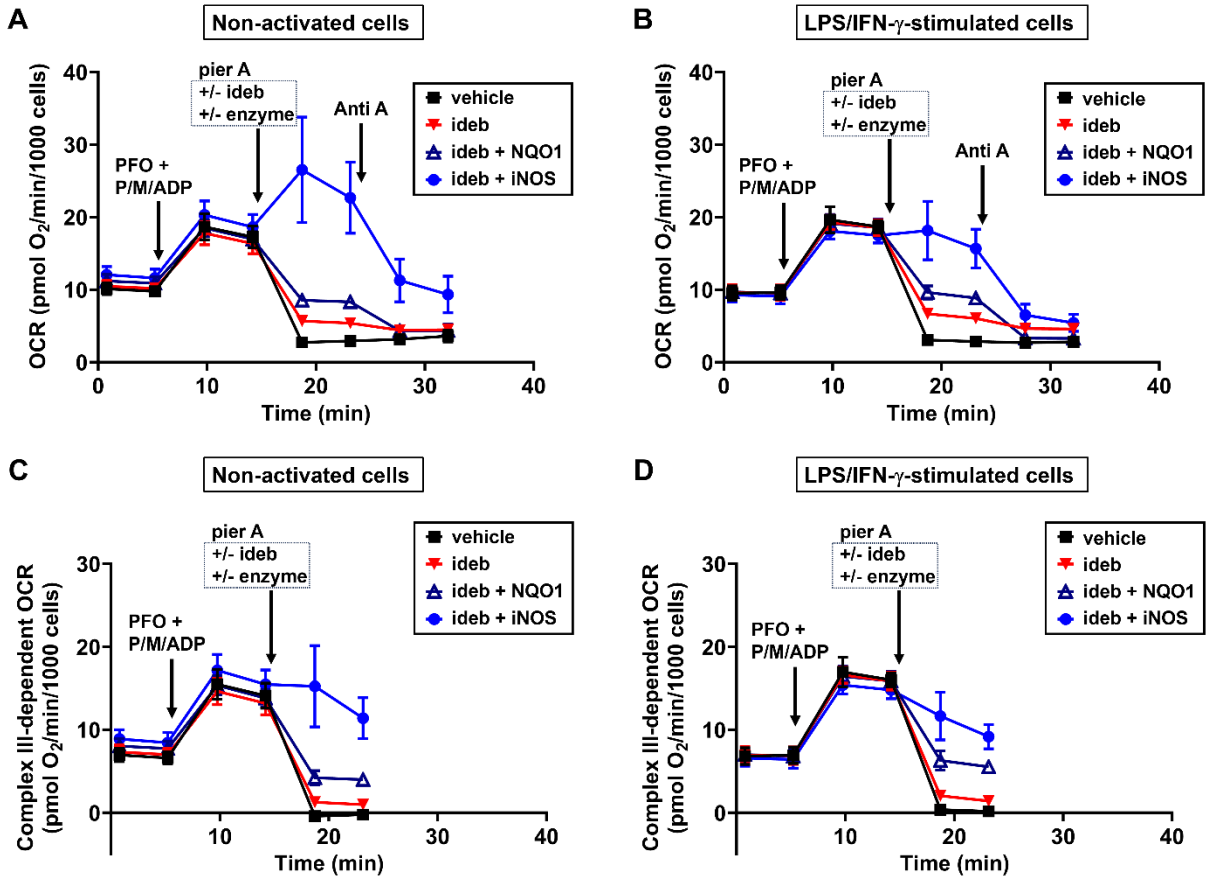 A
Non-activated cells
OCR (pmol O2/min/1000 cells)
40
30
20
10
0
PFO +
P/M/ADP
pier A
+/- ideb
+/- enzyme
Anti A
vehicle
ideb
ideb + NQO1
ideb + iNOS
0 10 20 30 40
Time (min)
B
LPS/IFN-γ-stimulated cells
OCR (pmol O2/min/1000 cells)
40
30
20
10
0
PFO +
P/M/ADP
pier A
+/- ideb
+/- enzyme
Anti A
vehicle
ideb
ideb + NQO1
ideb + iNOS
0 10 20 30 40
Time (min)
C
Non-activated cells
Complex III-dependent OCR
(pmol O2/min/1000 cells)
30
20
10
0
PFO +
P/M/ADP
pier A
+/- ideb
+/- enzyme
vehicle
ideb
ideb + NQO1
ideb + iNOS
10 20 30 40
Time (min)
D
LPS/IFN-γ-stimulated cells
Complex III-dependent OCR
(pmol O2/min/1000 cells)
30
20
10
0
PFO +
P/M/ADP
pier A
+/- ideb
+/- enzyme
vehicle
ideb
ideb + NQO1
ideb + iNOS
10 20 30 40
Time (min)